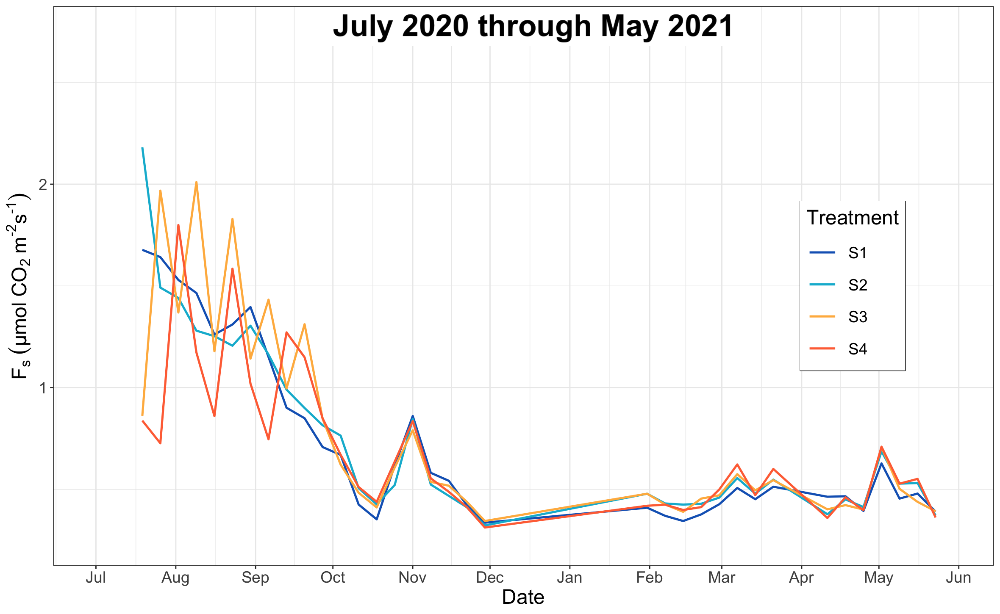 July 2020 through May 2021
2
1
Fₛ (μmol CO₂ m⁻²s⁻¹)
Treatment
S1
S2
S3
S4
Jul Aug Sep Oct Nov Dec Jan Feb Mar Apr May Jun
Date